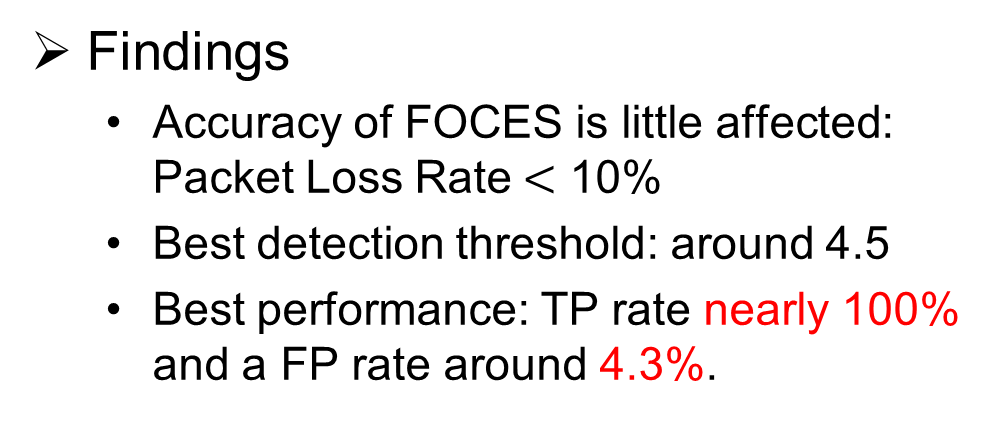 ➢ Findings
• Accuracy of FOCES is little affected:
Packet Loss Rate < 10%
• Best detection threshold: around 4.5
• Best performance: TP rate nearly 100%
and a FP rate around 4.3%.